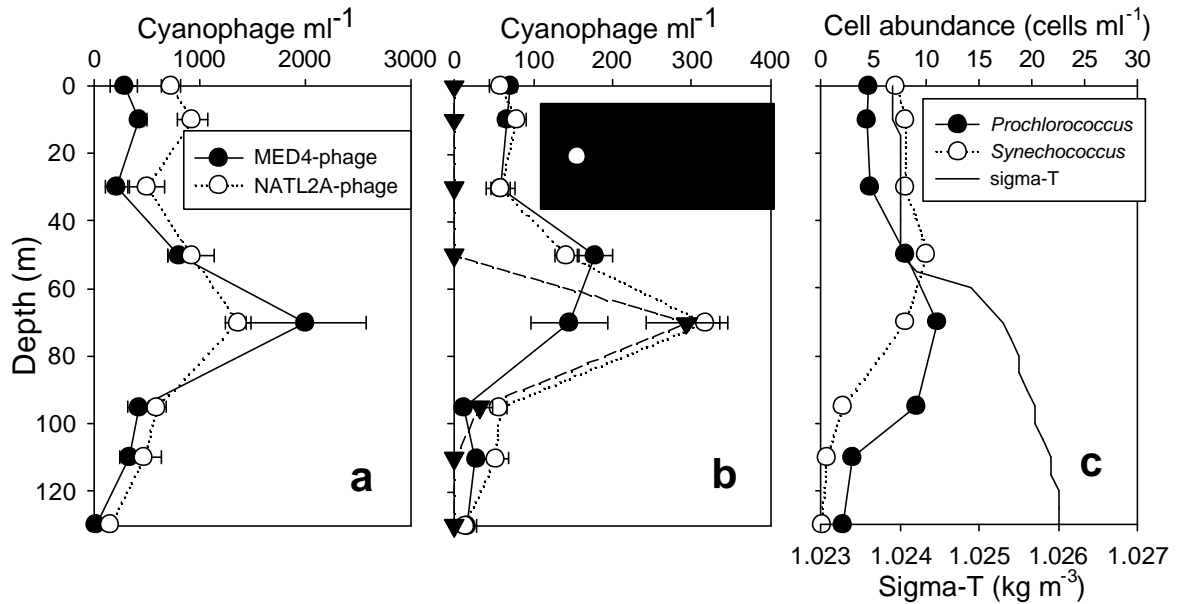 Cyanophage ml-1
0 1000 2000 3000
Depth (m)
0
20
40
60
80
100
120
MED4-phage
NATL2A-phage
a
Cyanophage ml-1
0 100 200 300 400
b
Cell abundance (cells ml-1)
0 5 10 15 20 25 30
Prochlorococcus
Synechococcus
sigma-T
c
1.023 1.024 1.025 1.026 1.027
Sigma-T (kg m-3)